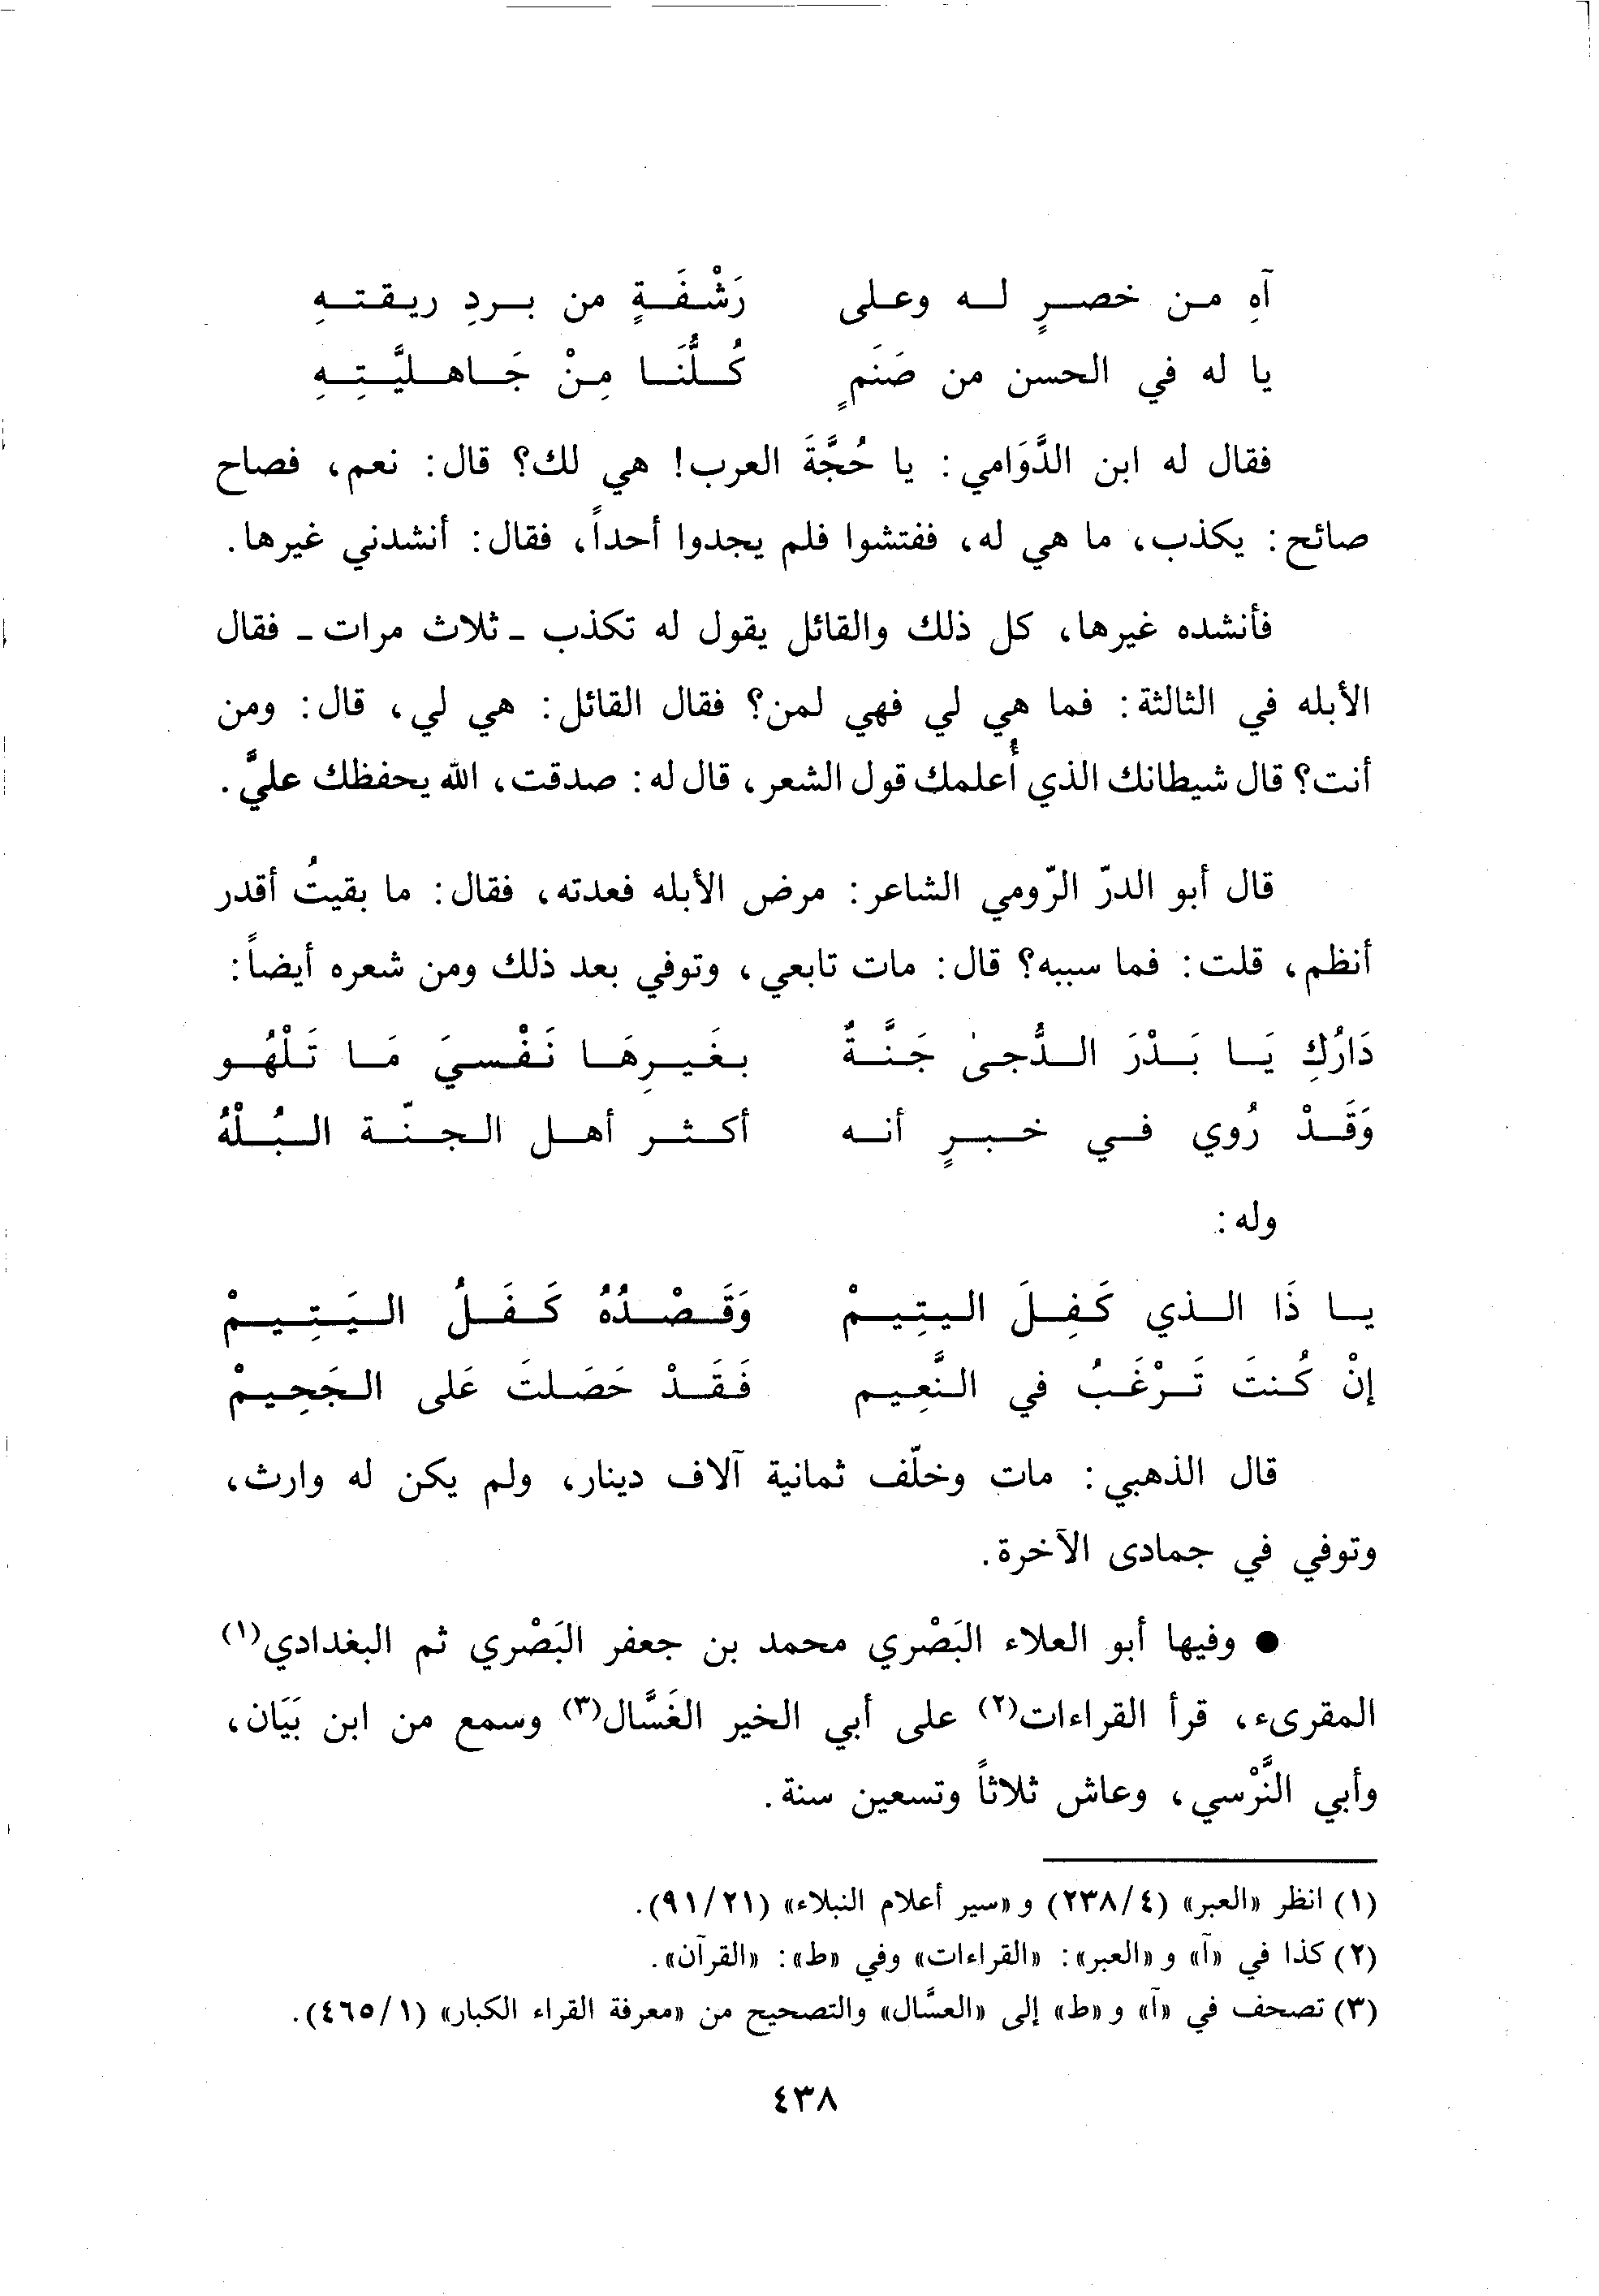 آهِ من خصرٍ له وعلى رَشْفَةٍ من بردِ ريقتهِ
يا له في الحسن من صَنَمٍ كُلُّنَا مِنْ جَاهليَّتِهِ
فقال له ابن الدَّوَامي: يا حُجَّةَ العرب! هي لك؟ قال: نعم، فصاح
صائح: يكذب، ما هي له، ففتشوا فلم يجدوا أحداً، فقال: أنشدني غيرها.
فأنشده غيرها، كل ذلك والقائل يقول له تكذب ـ ثلاث مرات ـ فقال
الأبله في الثالثة: فما هي لي فهي لمن؟ فقال القائل: هي لي، قال: ومن
أنت؟ قال شيطانك الذي أُعلمك قول الشعر، قال له: صدقت، الله يحفظك عليَّ.
قال أبو الدرّ الرّومي الشاعر: مرض الأبله فعدته، فقال: ما بقيتُ أقدر
أنظم، قلت: فما سببه؟ قال: مات تابعي، وتوفي بعد ذلك ومن شعره أيضاً:
دَارُكِ يَا بَدْرَ الدُّجىٰ جَنَّةٌ بغَيرِهَا نَفْسيَ مَا تَلْهُو
وَقَدْ رُوي في خبرٍ أنه أكثر أهل الجنّة البُلْهُ
وله:
يا ذَا الذي كَفِلَ اليتِيمْ وَقَصْدُهُ كَفَلُ اليَتِيمْ
إنْ كُنتَ تَرْغَبُ في النَّعِيم فَقَدْ حَصَلتَ عَلى الجَحِيمْ
قال الذهبي: مات وخلّف ثمانية آلاف دينار، ولم يكن له وارث،
وتوفي في جمادى الآخرة.
● وفيها أبو العلاء البَصْري محمد بن جعفر البَصْري ثم البغدادي(١)
المقرىء، قرأ القراءات(٢) على أبي الخير الغَسَّال(٣) وسمع من ابن بَيَان،
وأبي النَّرْسي، وعاش ثلاثاً وتسعين سنة.
(١) انظر «العبر» (٤/٢٣٨) و«سير أعلام النبلاء» (٢١/٩١).
(٢) كذا في «آ» و«العبر»: «القراءات» وفي «ط»: «القرآن».
(٣) تصحف في «آ» و«ط» إلى «العسَّال» والتصحيح من «معرفة القراء الكبار» (١/٤٦٥).
٤٣٨